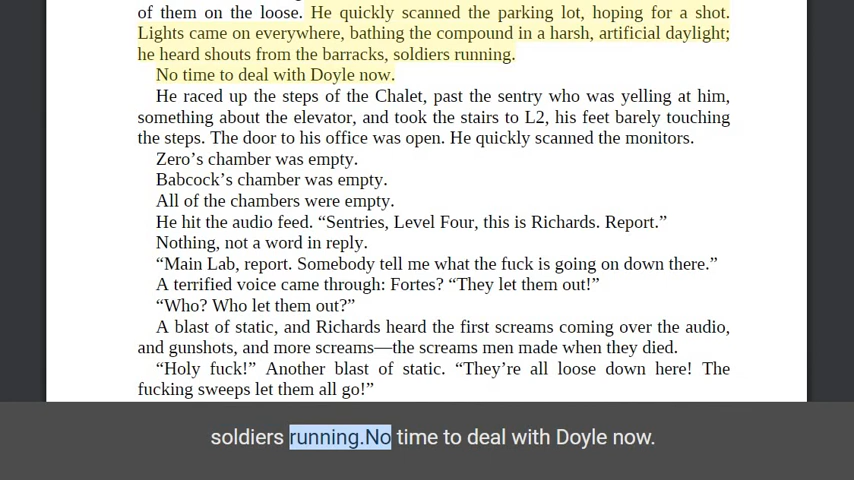 of them on the loose. He quickly scanned the parking lot, hoping for a shot.
Lights came on everywhere, bathing the compound in a harsh, artificial daylight;
he heard shouts from the barracks, soldiers running.
No time to deal with Doyle now.
He raced up the steps of the Chalet, past the sentry who was yelling at him,
something about the elevator, and took the stairs to L2, his feet barely touching
the steps. The door to his office was open. He quickly scanned the monitors.
Zero’s chamber was empty.
Babcock’s chamber was empty.
All of the chambers were empty.
He hit the audio feed. “Sentries, Level Four, this is Richards. Report.”
Nothing, not a word in reply.
“Main Lab, report. Somebody tell me what the fuck is going on down there.”
A terrified voice came through: Fortes? “They let them out!”
“Who? Who let them out?”
A blast of static, and Richards heard the first screams coming over the audio,
and gunshots, and more screams—the screams men made when they died.
“Holy fuck!” Another blast of static. “They’re all loose down here! The
fucking sweeps let them all go!”
soldiers running.No time to deal with Doyle now.